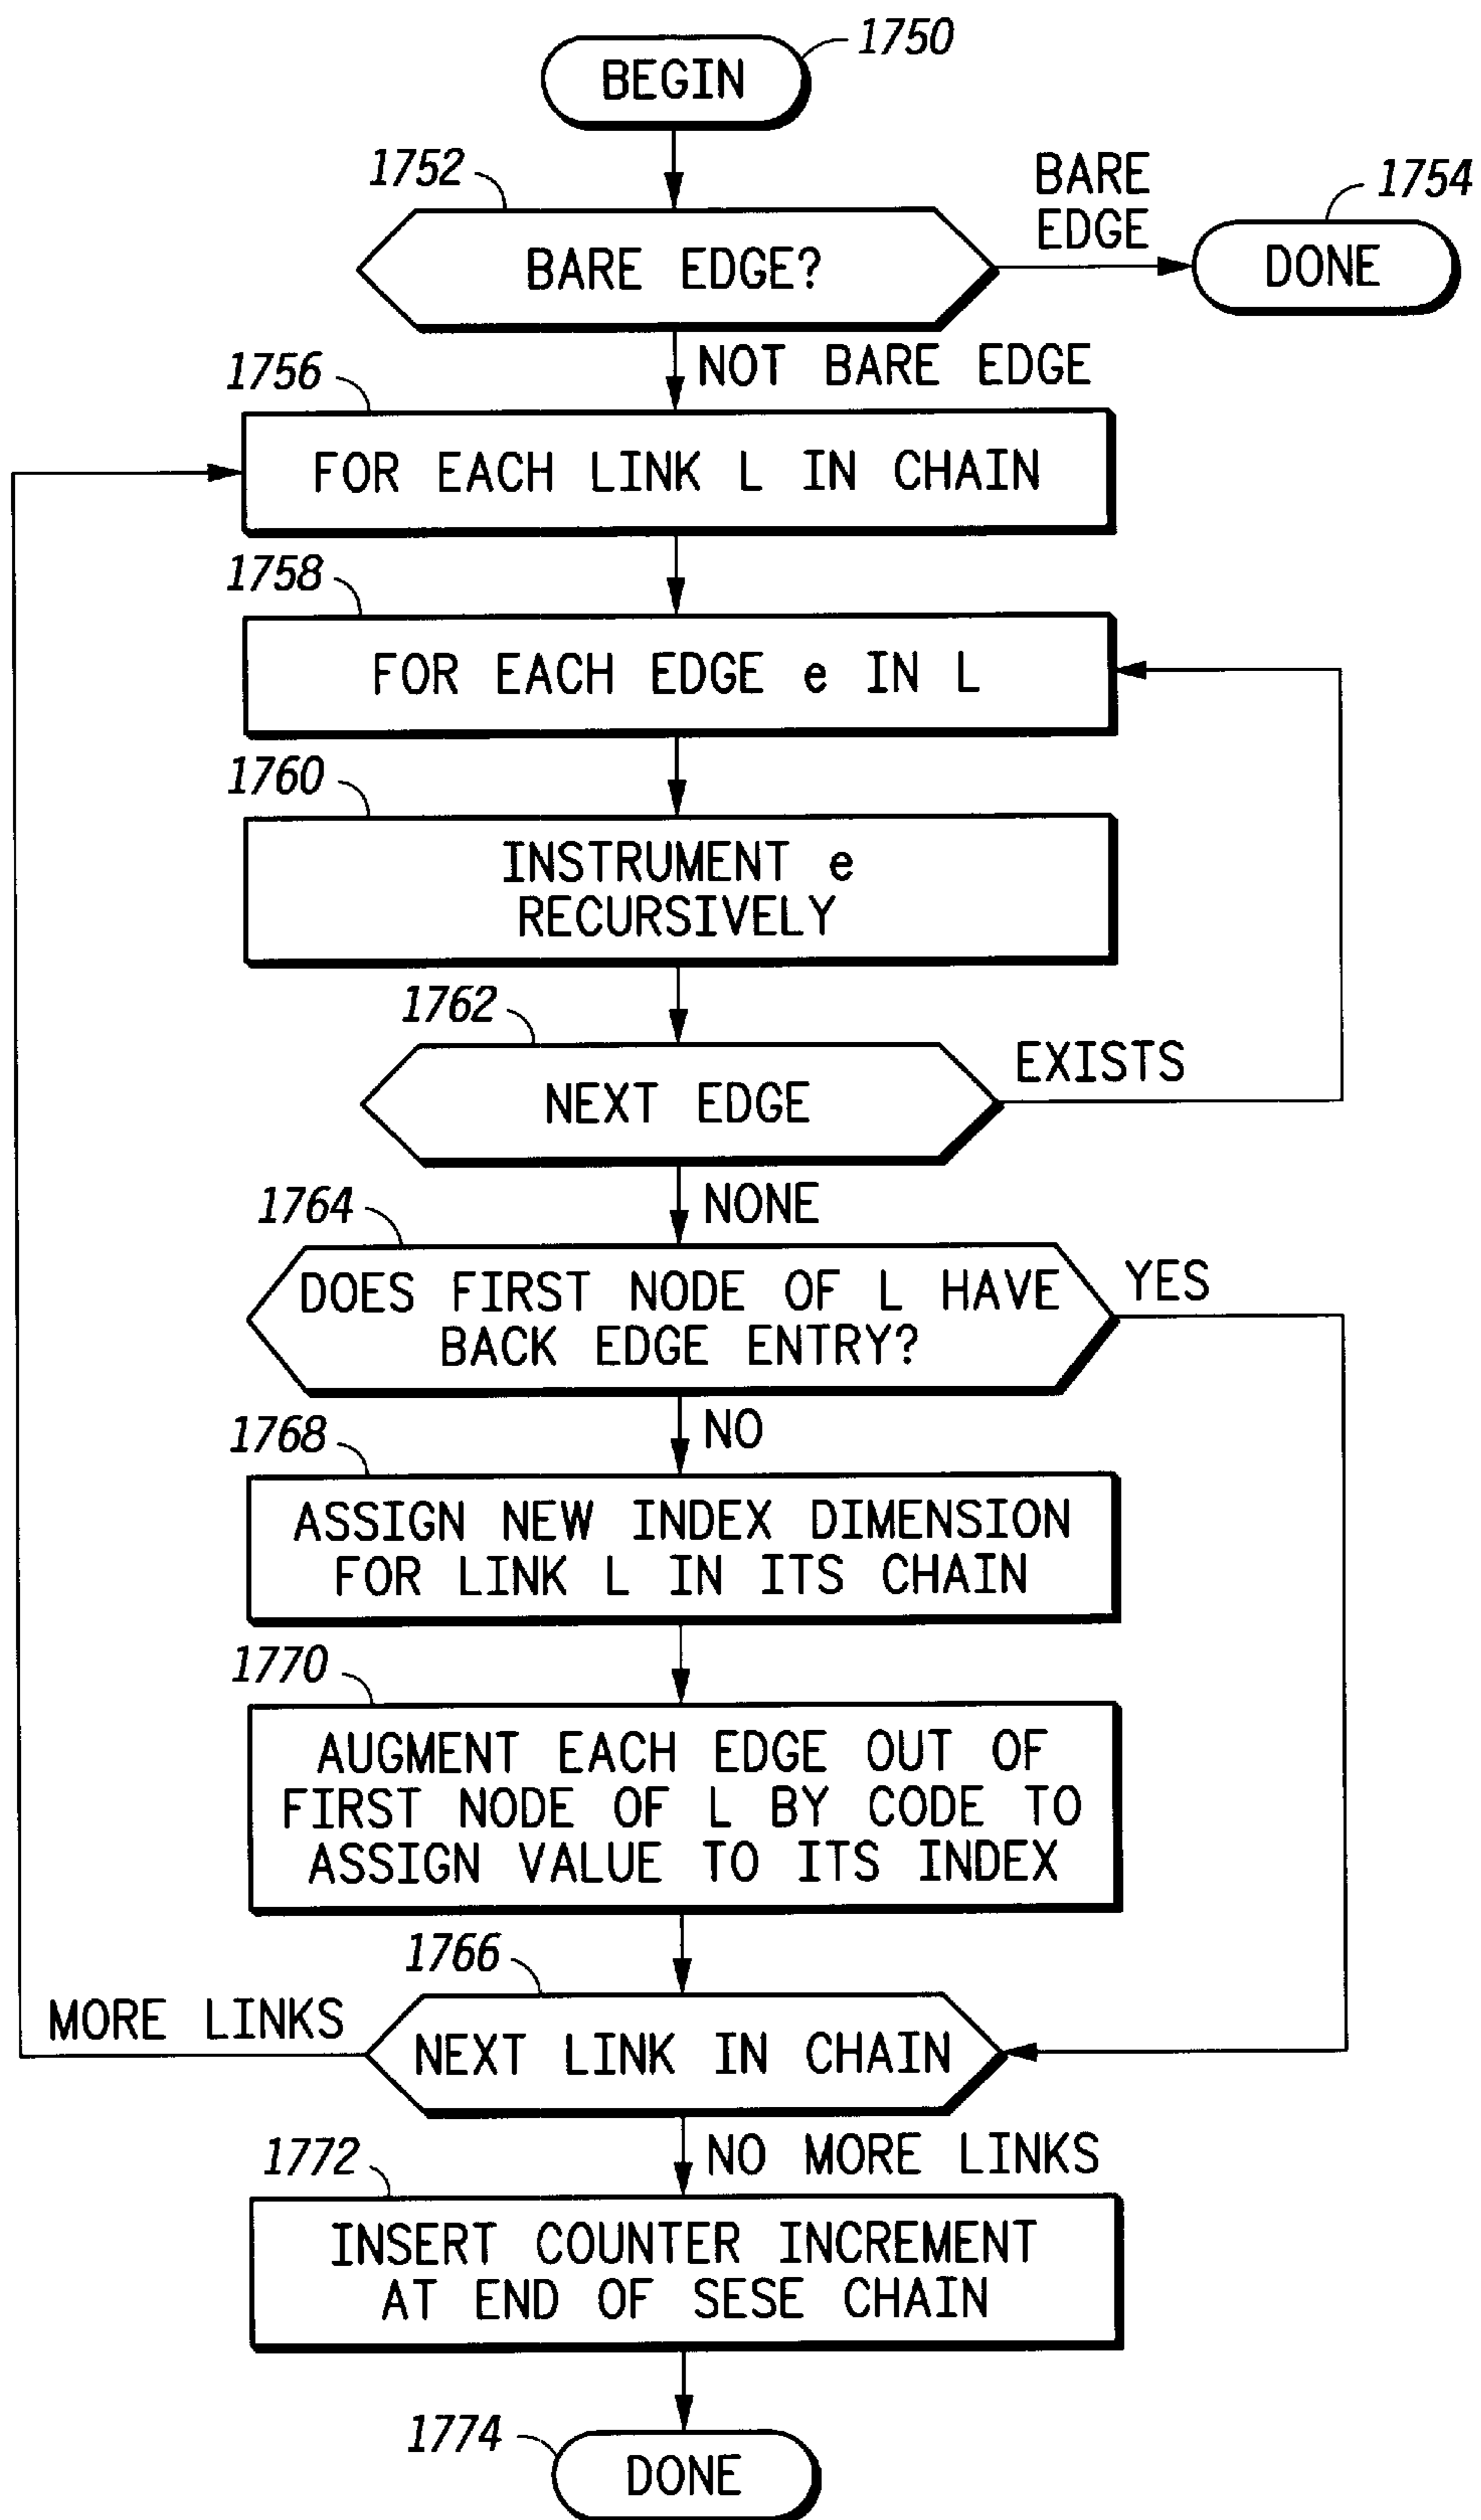 1750
BEGIN
1752
BARE
EDGE
1754
BARE EDGE?
DONE
NOT BARE EDGE
1756
FOR EACH LINK L IN CHAIN
1758
FOR EACH EDGE e IN L
1760
INSTRUMENT e
RECURSIVELY
1762
NEXT EDGE
EXISTS
NONE
1764
DOES FIRST NODE OF L HAVE
BACK EDGE ENTRY?
YES
NO
1768
ASSIGN NEW INDEX DIMENSION
FOR LINK L IN ITS CHAIN
1770
AUGMENT EACH EDGE OUT OF
FIRST NODE OF L BY CODE TO
ASSIGN VALUE TO ITS INDEX
1766
MORE LINKS
NEXT LINK IN CHAIN
NO MORE LINKS
1772
INSERT COUNTER INCREMENT
AT END OF SESE CHAIN
1774
DONE